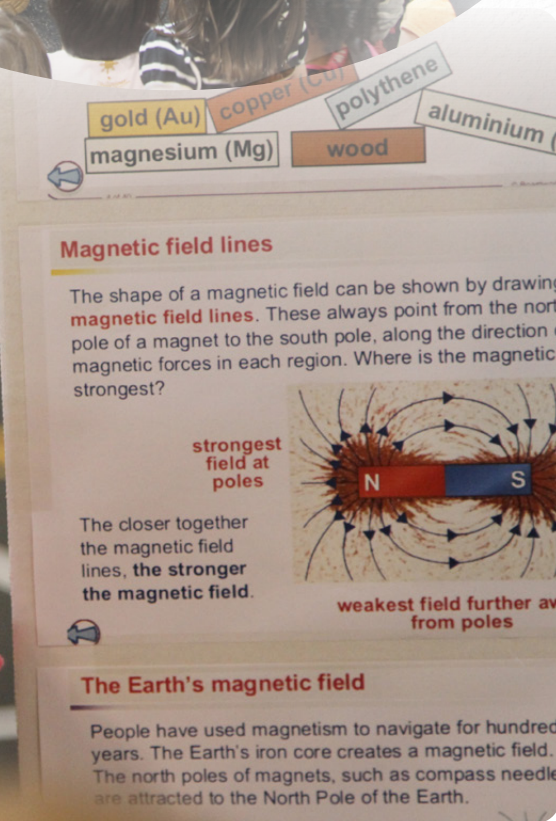 copper (Cu)
polythene
gold (Au)
aluminium (
magnesium (Mg)
wood
Magnetic field lines
The shape of a magnetic field can be shown by drawing
magnetic field lines. These always point from the nor
pole of a magnet to the south pole, along the direction
magnetic forces in each region. Where is the magnetic
strongest?
strongest
field at
poles
N
S
The closer together
the magnetic field
lines, the stronger
the magnetic field.
weakest field further av
from poles
The Earth's magnetic field
People have used magnetism to navigate for hundred
years. The Earth's iron core creates a magnetic field.
The north poles of magnets, such as compass needle
are attracted to the North Pole of the Earth.